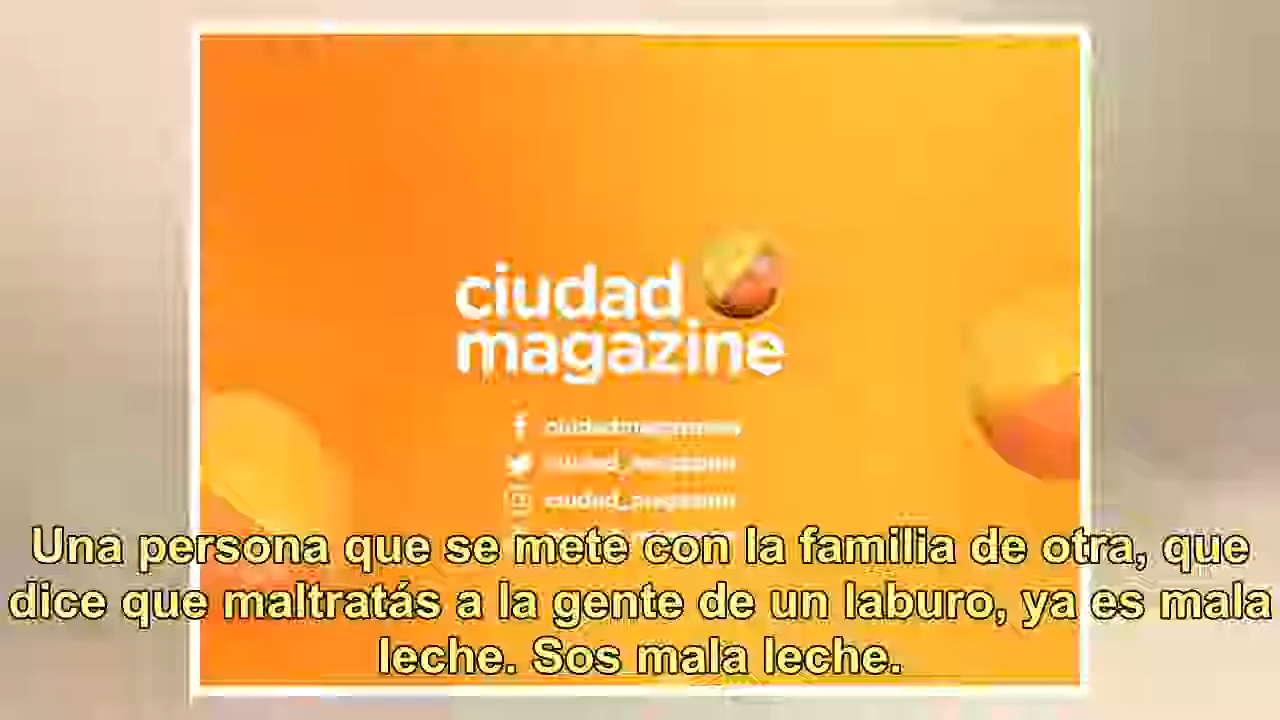 ciudad
magazine
Una persona que se mete con la familia de otra, que
dice que maltratás a la gente de un laburo, ya es mala
leche. Sos mala leche.